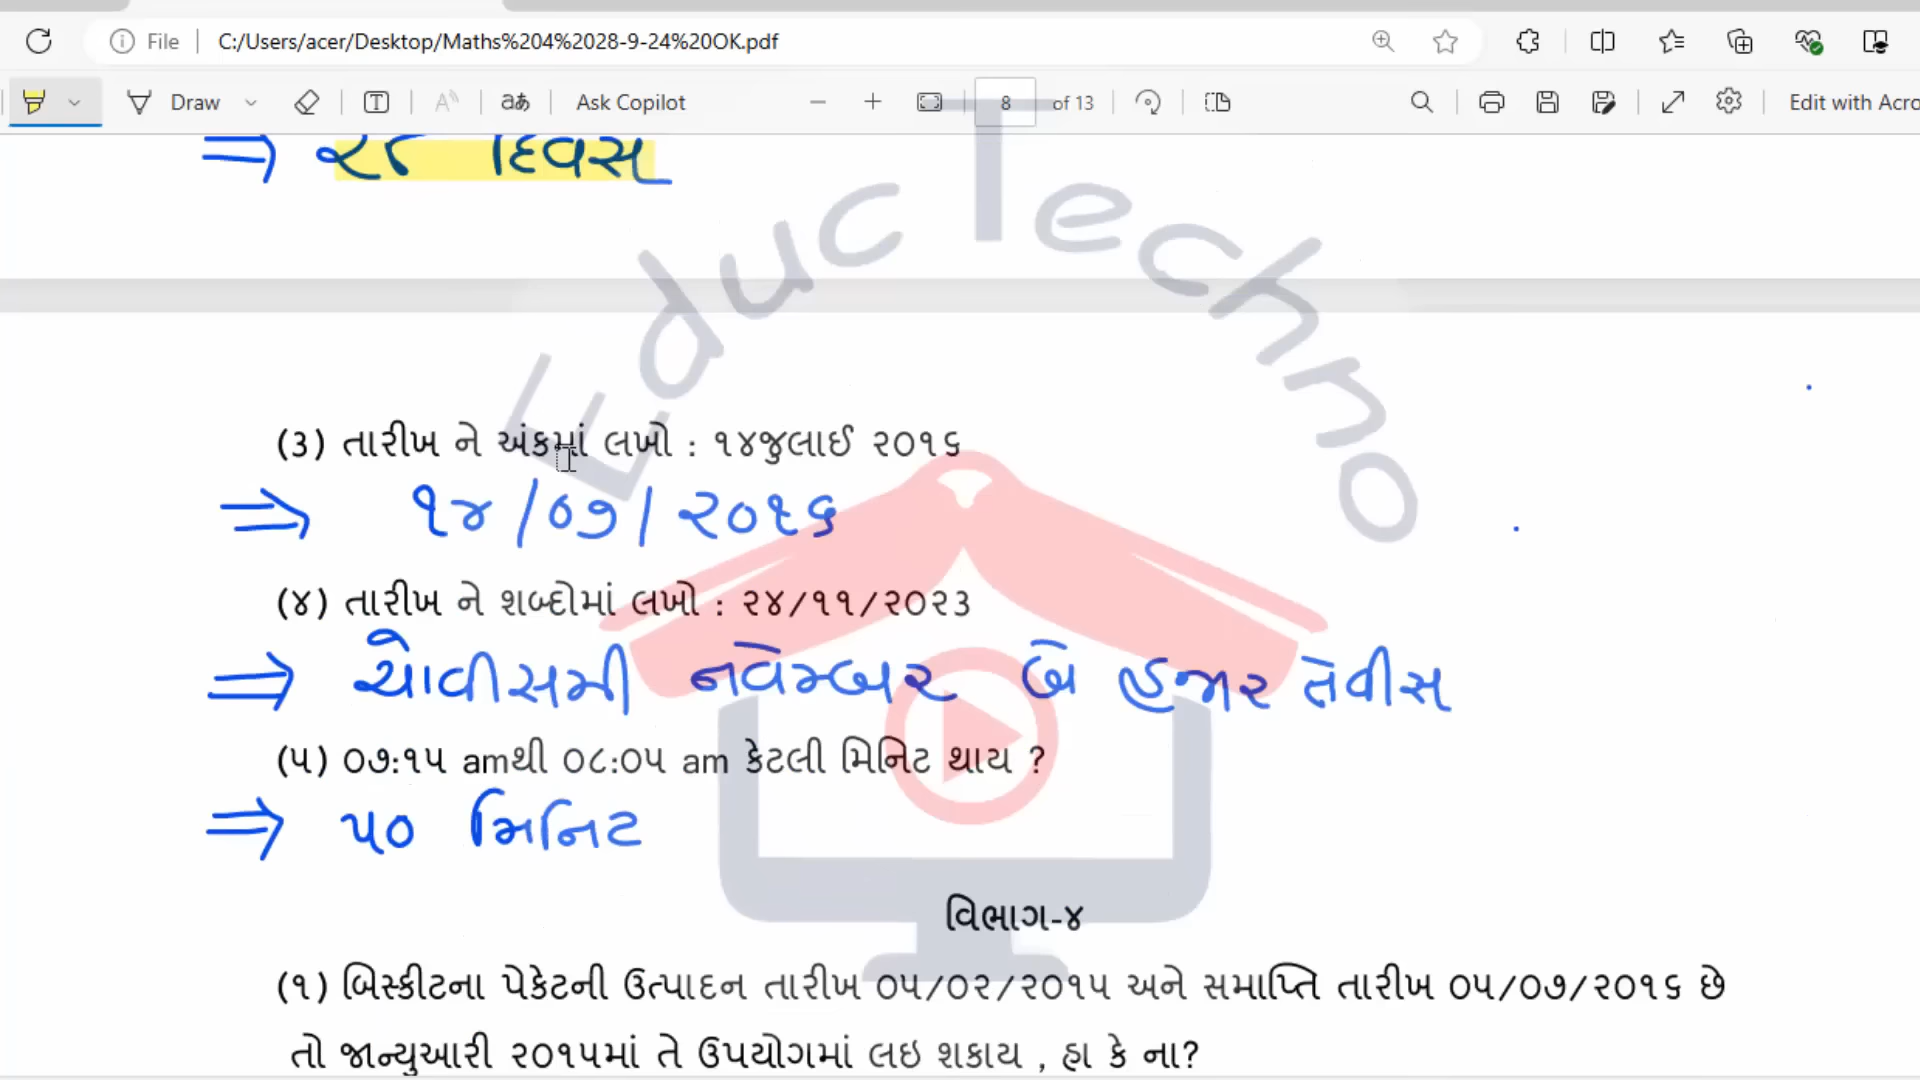 File C:/Users/acer/Desktop/Maths%204%2028-9-24%20OK.pdf
Draw Ask Copilot 8 of 13 Edit with Acro
⇒ ૨૮ દિવસ
EducTechno
(3) તારીખ ને અંકમાં લખો : ૧૪જુલાઈ ૨૦૧૬
⇒ ૧૪/૦૭/૨૦૧૬
(૪) તારીખ ને શબ્દોમાં લખો : ૨૪/૧૧/૨૦૨૩
⇒ ચૌવીસમી નવેમ્બર બે હજાર તેવીસ
(૫) ૦૭:૧૫ amથી ૦૮:૦૫ am કેટલી મિનિટ થાય ?
⇒ ૫૦ મિનિટ
વિભાગ-૪
(૧) બિસ્કીટના પેકેટની ઉત્પાદન તારીખ ૦૫/૦૨/૨૦૧૫ અને સમાપ્તિ તારીખ ૦૫/૦૭/૨૦૧૬ છે
તો જાન્યુઆરી ૨૦૧૫માં તે ઉપયોગમાં લઇ શકાય , હા કે ના?